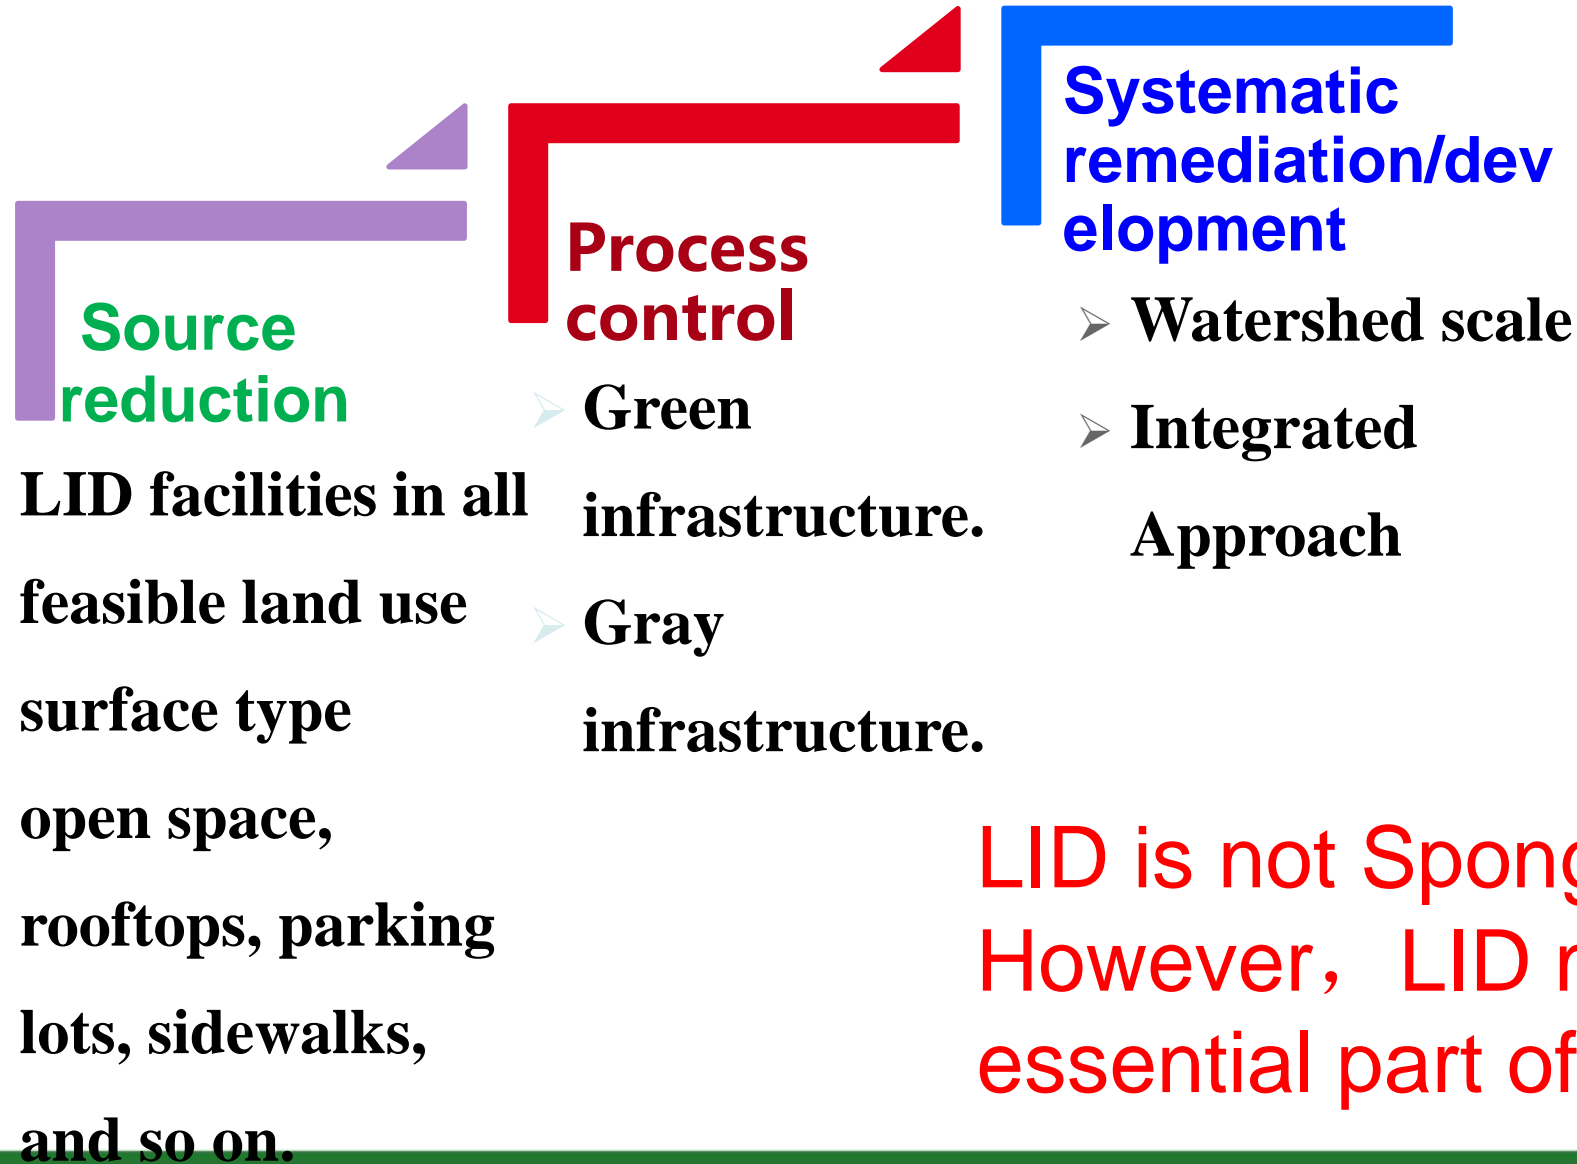 Source
reduction
LID facilities in all
feasible land use
surface type
open space,
rooftops, parking
lots, sidewalks,
and so on.
Process
control
Green
infrastructure.
Gray
infrastructure.
Systematic
remediation/dev
elopment
Watershed scale
Integrated
Approach
LID is not
However，LID
essential part of